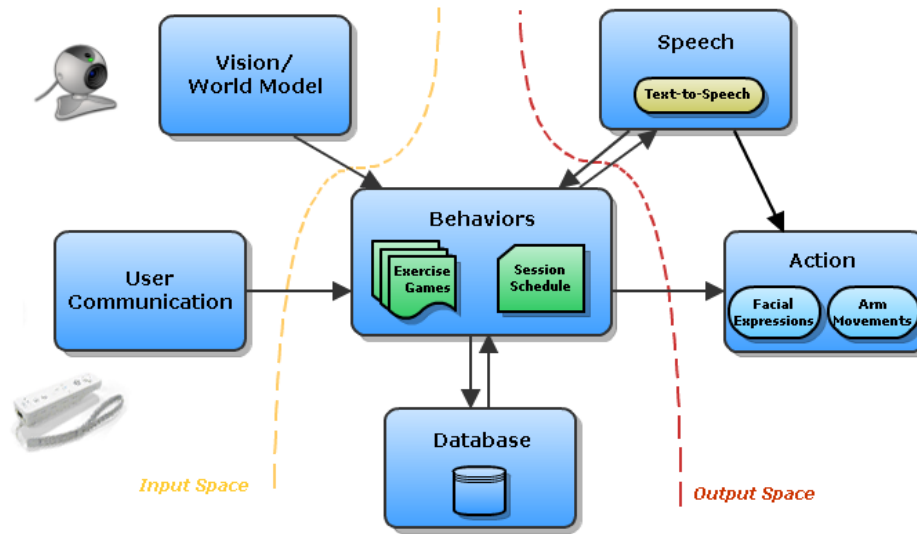 Vision/
World Model
Speech
Text-to-Speech
Behaviors
Exercise
Games
Session
Schedule
User
Communication
Action
Facial
Expressions
Arm
Movements
Database
Input Space
Output Space